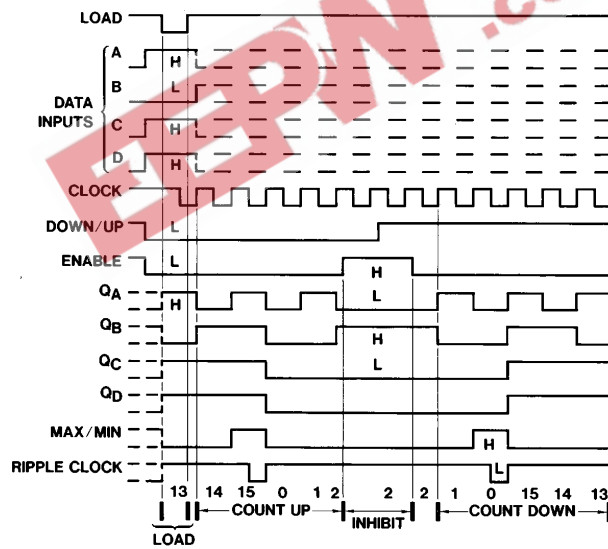 LOAD
A
H
B
L
DATA
INPUTS
C
H
D
H
CLOCK
DOWN/UP L
ENABLE L
H
QA H L
QB H
QC L
QD
MAX/MIN H
RIPPLE CLOCK L
13 14 15 0 1 2 2 2 1 0 15 14 13
COUNT UP INHIBIT COUNT DOWN
LOAD
EEPW.co